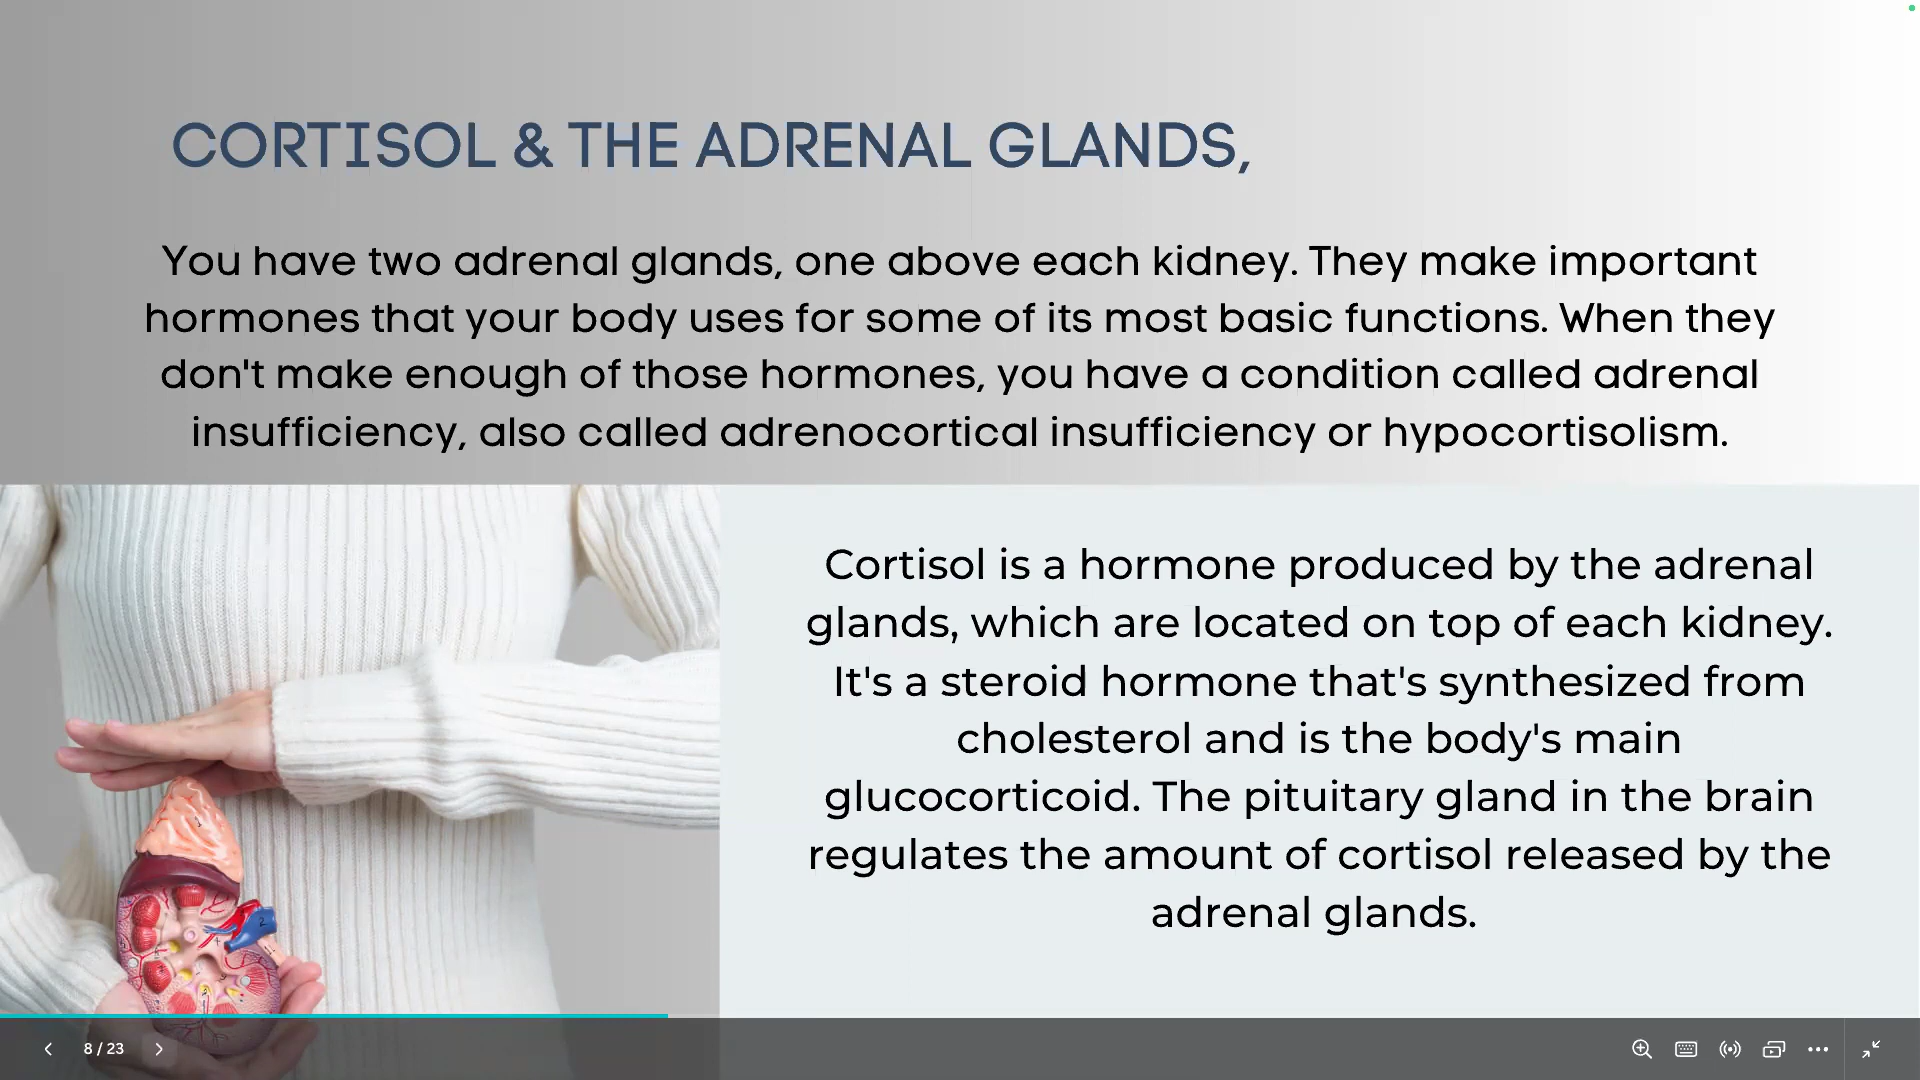 CORTISOL & THE ADRENAL GLANDS,
You have two adrenal glands, one above each kidney. They make important
hormones that your body uses for some of its most basic functions. When they
don't make enough of those hormones, you have a condition called adrenal
insufficiency, also called adrenocortical insufficiency or hypocortisolism.
Cortisol is a hormone produced by the adrenal
glands, which are located on top of each kidney.
It's a steroid hormone that's synthesized from
cholesterol and is the body's main
glucocorticoid. The pituitary gland in the brain
regulates the amount of cortisol released by the
adrenal glands.
8 / 23